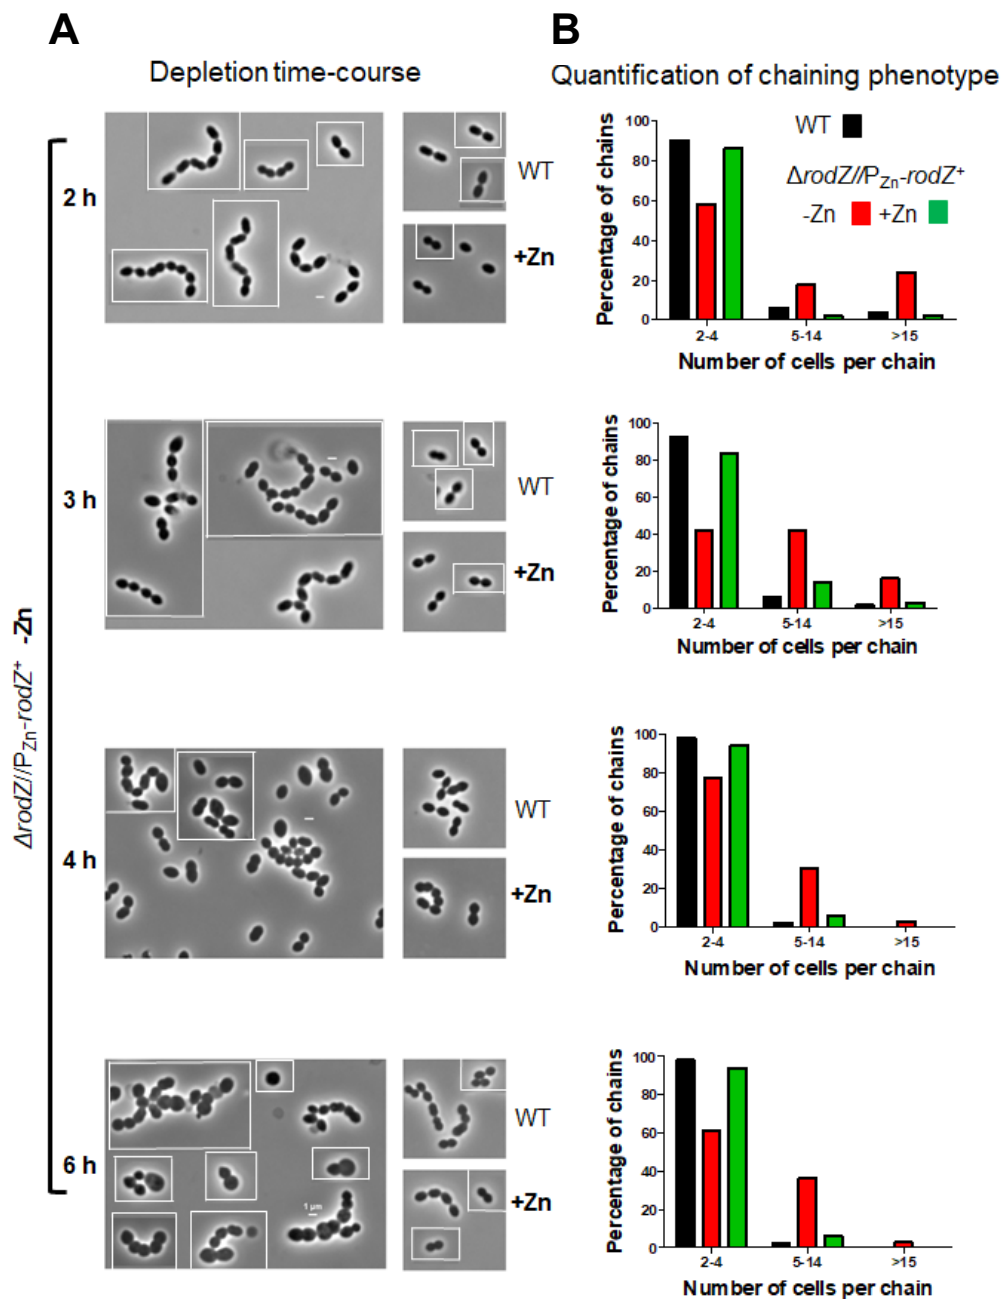 A
B
Depletion time-course
Quantification of chaining phenotype
ΔrodZ//P_Zn-rodZ⁺ -Zn
2 h
WT
+Zn
100
80
60
40
20
0
Percentage of chains
WT
ΔrodZ//P_Zn-rodZ⁺
-Zn +Zn
2-4 5-14 >15
Number of cells per chain
3 h
WT
+Zn
100
80
60
40
20
0
Percentage of chains
2-4 5-14 >15
Number of cells per chain
4 h
WT
+Zn
100
80
60
40
20
0
Percentage of chains
2-4 5-14 >15
Number of cells per chain
6 h
1 µm
WT
+Zn
100
80
60
40
20
0
Percentage of chains
2-4 5-14 >15
Number of cells per chain